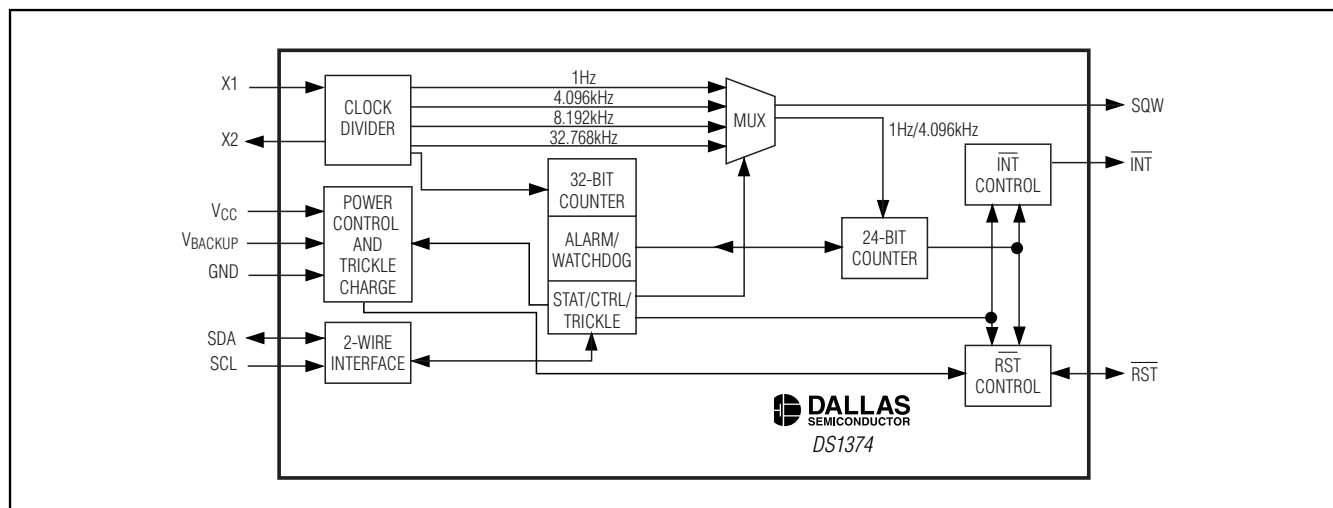 X1
X2
CLOCK
DIVIDER
1Hz
4.096kHz
8.192kHz
32.768kHz
MUX
SQW
1Hz/4.096kHz
INT
CONTROL
INT
VCC
VBACKUP
GND
POWER
CONTROL
AND
TRICKLE
CHARGE
32-BIT
COUNTER
ALARM/
WATCHDOG
STAT/CTRL/
TRICKLE
24-BIT
COUNTER
SDA
SCL
2-WIRE
INTERFACE
RST
CONTROL
RST
DALLAS
SEMICONDUCTOR
DS1374